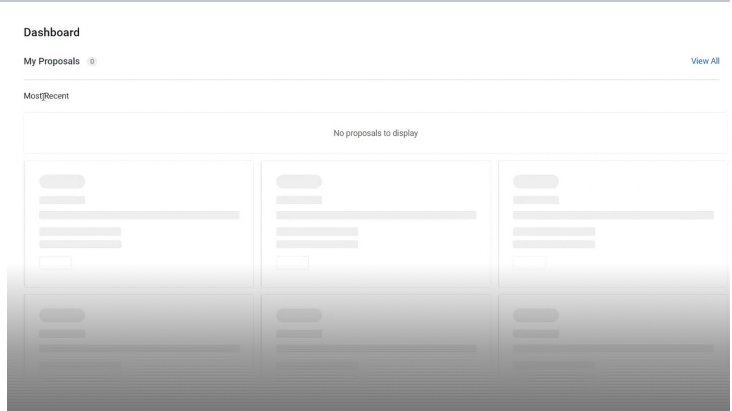 Dashboard
My Proposals 0
View All
Most Recent
No proposals to display